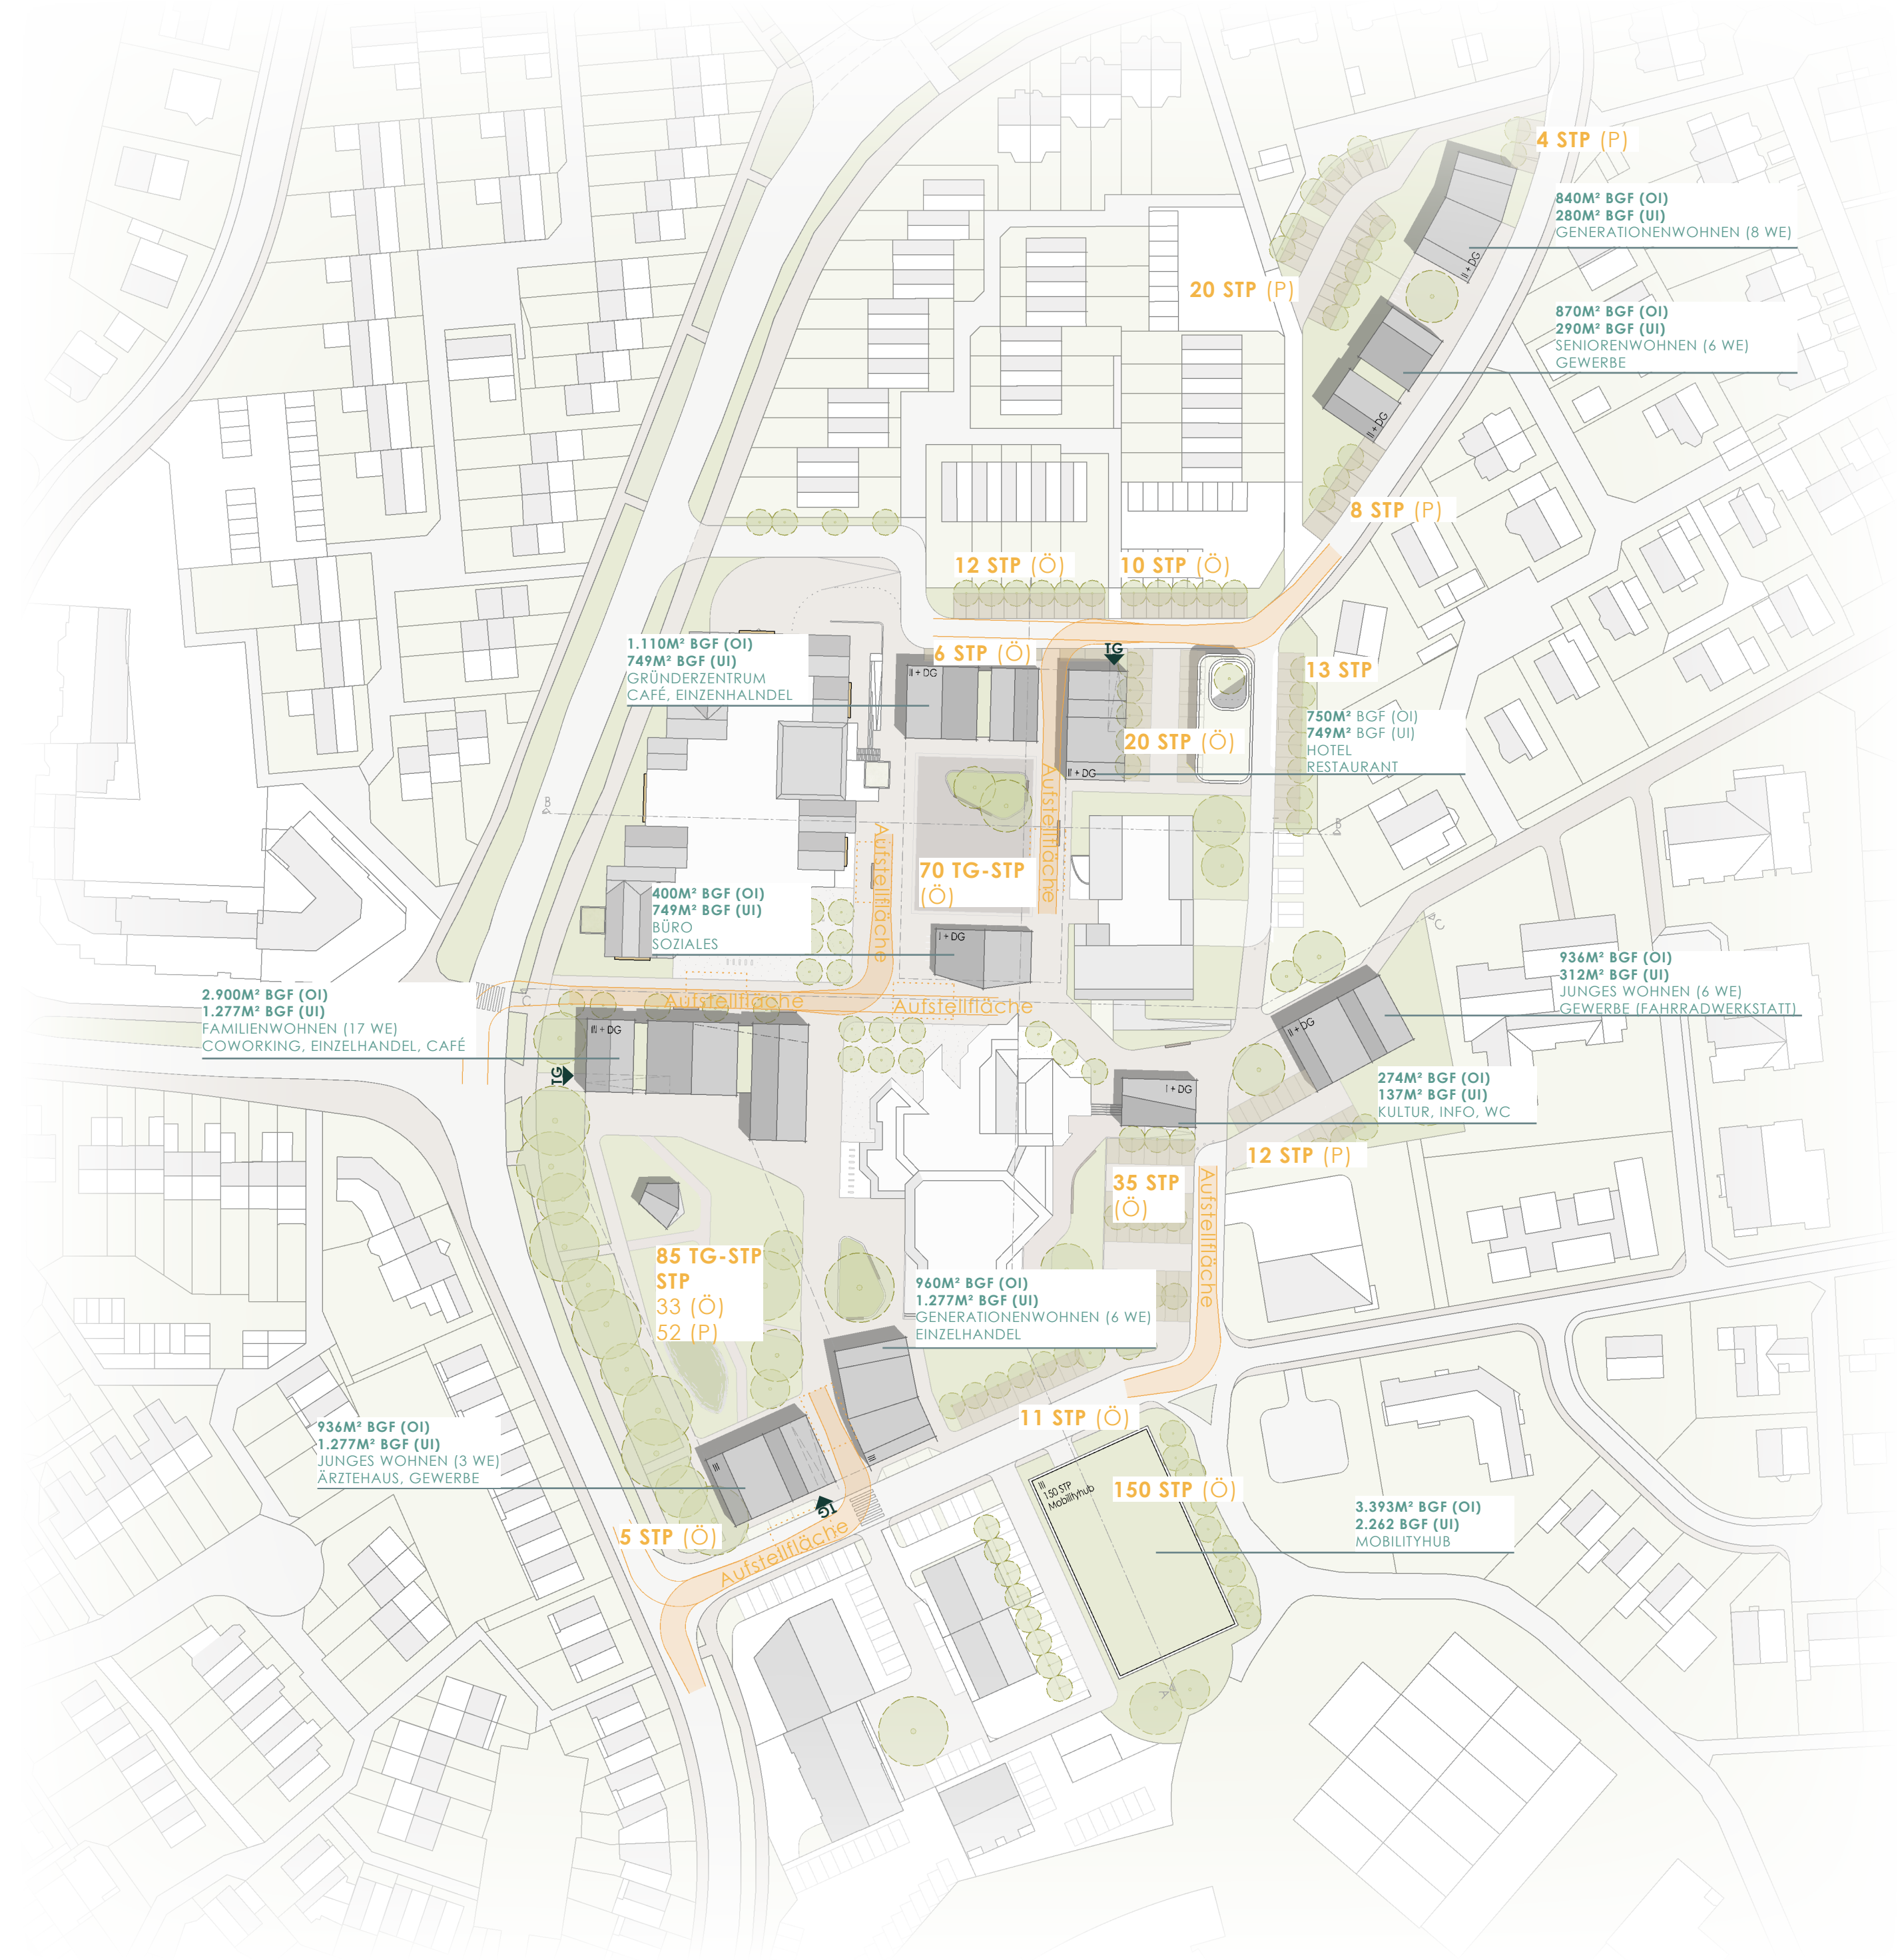 4 STP (P)
840M² BGF (OI)
280M² BGF (UI)
GENERATIONENWOHNEN (8 WE)
II + DG
20 STP (P)
870M² BGF (OI)
290M² BGF (UI)
SENIORENWOHNEN (6 WE)
GEWERBE
II + DG
8 STP (P)
12 STP (Ö)
10 STP (Ö)
1.110M² BGF (OI)
749M² BGF (UI)
GRÜNDERZENTRUM
CAFÉ, EINZENHALNDEL
6 STP (Ö)
II + DG
TG
13 STP
20 STP (Ö)
750M² BGF (OI)
749M² BGF (UI)
HOTEL
RESTAURANT
II + DG
Aufstellfläche
B
B
Aufstellfläche
70 TG-STP
(Ö)
400M² BGF (OI)
749M² BGF (UI)
BÜRO
SOZIALES
I + DG
C
936M² BGF (OI)
312M² BGF (UI)
JUNGES WOHNEN (6 WE)
GEWERBE (FAHRRADWERKSTATT)
II + DG
2.900M² BGF (OI)
1.277M² BGF (UI)
FAMILIENWOHNEN (17 WE)
COWORKING, EINZELHANDEL, CAFÉ
C
Aufstellfläche
Aufstellfläche
III + DG
TG
I + DG
274M² BGF (OI)
137M² BGF (UI)
KULTUR, INFO, WC
12 STP (P)
35 STP
(Ö)
Aufstellfläche
85 TG-STP
STP
33 (Ö)
52 (P)
960M² BGF (OI)
1.277M² BGF (UI)
GENERATIONENWOHNEN (6 WE)
EINZELHANDEL
III
11 STP (Ö)
936M² BGF (OI)
1.277M² BGF (UI)
JUNGES WOHNEN (3 WE)
ÄRZTEHAUS, GEWERBE
III
TG
5 STP (Ö)
Aufstellfläche
III
150 STP
Mobilityhub
150 STP (Ö)
3.393M² BGF (OI)
2.262 BGF (UI)
MOBILITYHUB
A